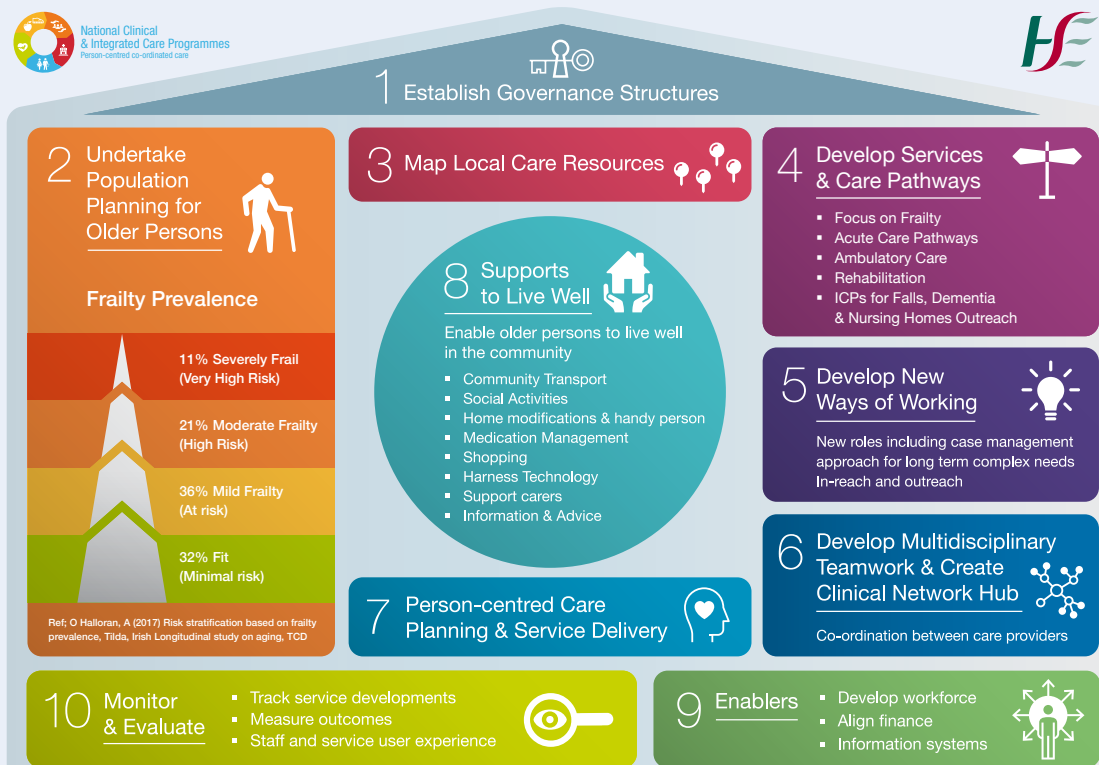 National Clinical
& Integrated Care Programmes
Person-centred co-ordinated care
HSE
1 Establish Governance Structures
2 Undertake
Population
Planning for
Older Persons
Frailty Prevalence
11% Severely Frail
(Very High Risk)
21% Moderate Frailty
(High Risk)
36% Mild Frailty
(At risk)
32% Fit
(Minimal risk)
Ref; O Halloran, A (2017) Risk stratification based on frailty
prevalence, Tilda, Irish Longitudinal study on aging, TCD
3 Map Local Care Resources
4 Develop Services
& Care Pathways
▪ Focus on Frailty
▪ Acute Care Pathways
▪ Ambulatory Care
▪ Rehabilitation
▪ ICPs for Falls, Dementia
& Nursing Homes Outreach
5 Develop New
Ways of Working
New roles including case management
approach for long term complex needs
In-reach and outreach
6 Develop Multidisciplinary
Teamwork & Create
Clinical Network Hub
Co-ordination between care providers
7 Person-centred Care
Planning & Service Delivery
8 Supports
to Live Well
Enable older persons to live well
in the community
▪ Community Transport
▪ Social Activities
▪ Home modifications & handy person
▪ Medication Management
▪ Shopping
▪ Harness Technology
▪ Support carers
▪ Information & Advice
9 Enablers
▪ Develop workforce
▪ Align finance
▪ Information systems
10 Monitor
& Evaluate
▪ Track service developments
▪ Measure outcomes
▪ Staff and service user experience